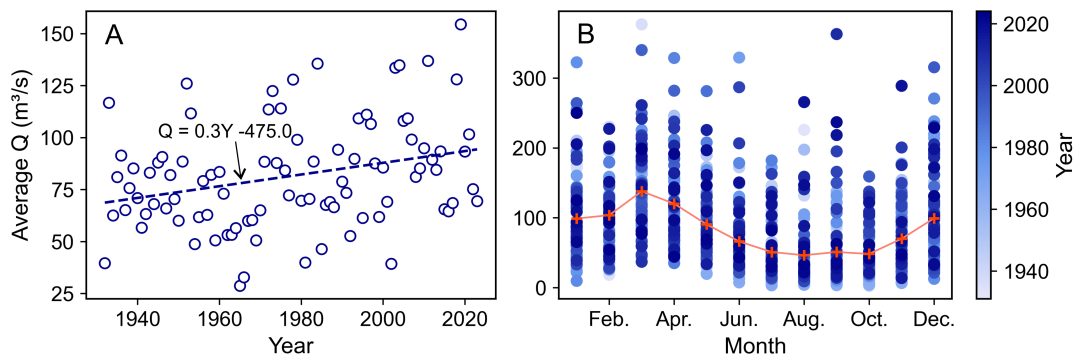 A
Q = 0.3Y -475.0
150
125
100
75
50
25
1940
1960
1980
2000
2020
Average Q (m³/s)
Year
B
300
200
100
0
Feb.
Apr.
Jun.
Aug.
Oct.
Dec.
Month
2020
2000
1980
1960
1940
Year